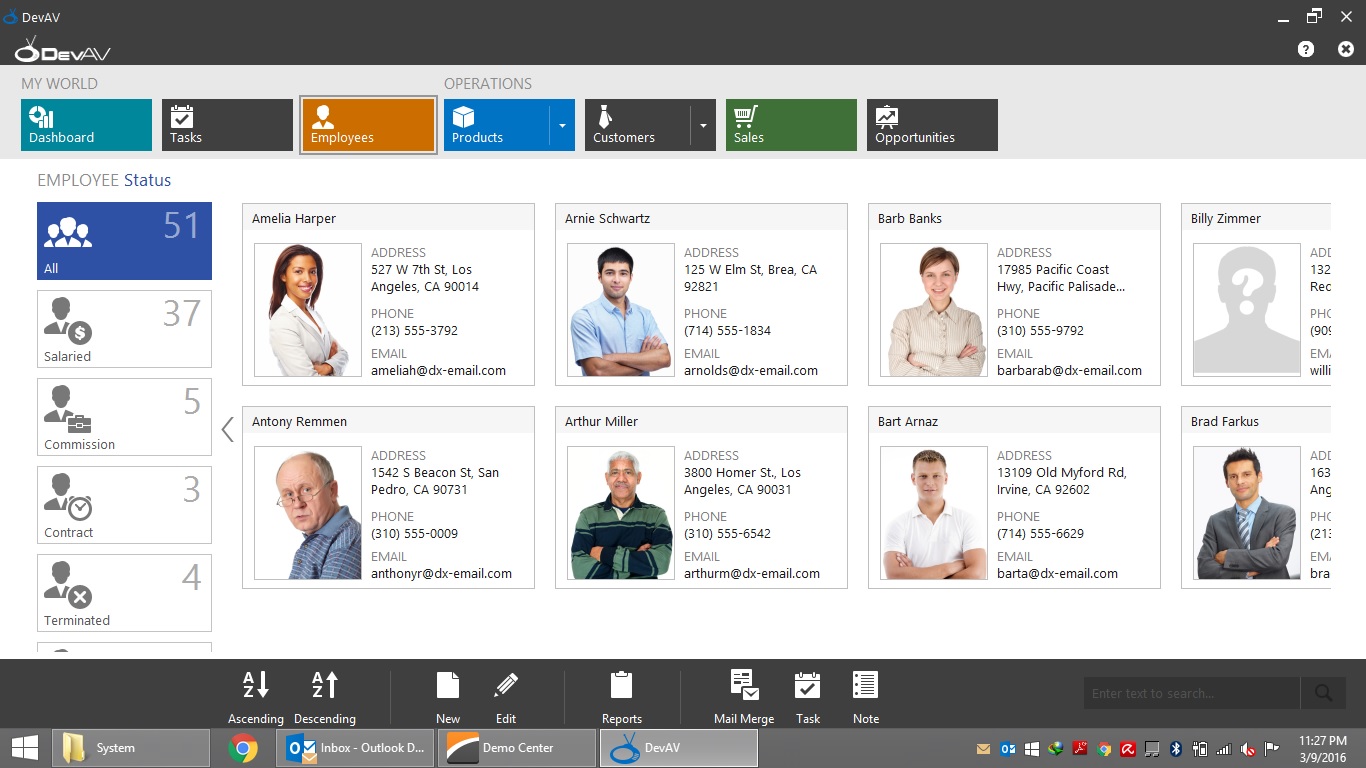 DevAV
DevAV
?
MY WORLD
OPERATIONS
Dashboard
Tasks
Employees
Products
Customers
Sales
Opportunities
EMPLOYEE Status
51
All
37
Salaried
5
Commission
3
Contract
4
Terminated
Amelia Harper
ADDRESS
527 W 7th St, Los
Angeles, CA 90014
PHONE
(213) 555-3792
EMAIL
ameliah@dx-email.com
Arnie Schwartz
ADDRESS
125 W Elm St, Brea, CA
92821
PHONE
(714) 555-1834
EMAIL
arnolds@dx-email.com
Barb Banks
ADDRESS
17985 Pacific Coast
Hwy, Pacific Palisade...
PHONE
(310) 555-9792
EMAIL
barbarab@dx-email.com
Billy Zimmer
?
ADD
132
Red
PHO
(909
EMA
willi
Antony Remmen
ADDRESS
1542 S Beacon St, San
Pedro, CA 90731
PHONE
(310) 555-0009
EMAIL
anthonyr@dx-email.com
Arthur Miller
ADDRESS
3800 Homer St., Los
Angeles, CA 90031
PHONE
(310) 555-6542
EMAIL
arthurm@dx-email.com
Bart Arnaz
ADDRESS
13109 Old Myford Rd,
Irvine, CA 92602
PHONE
(714) 555-6629
EMAIL
barta@dx-email.com
Brad Farkus
ADD
163
Ang
PHO
(213
EMA
bra
Ascending
Descending
New
Edit
Reports
Mail Merge
Task
Note
Enter text to search...
System
Inbox - Outlook D...
Demo Center
DevAV
11:27 PM
3/9/2016